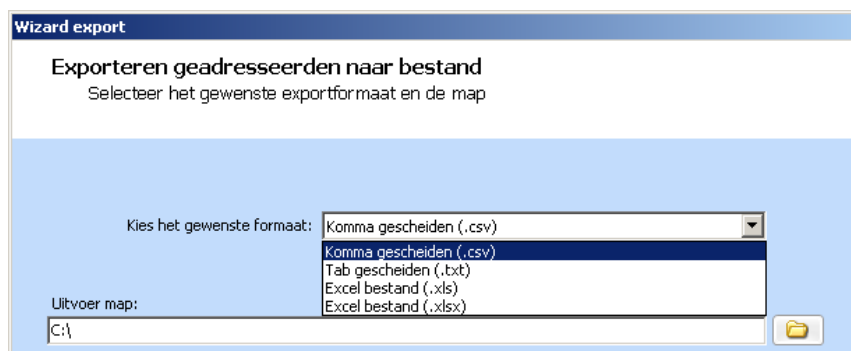 Wizard export
Exporteren geadresseerden naar bestand
Selecteer het gewenste exportformaat en de map
Kies het gewenste formaat: Komma gescheiden (.csv)
Komma gescheiden (.csv)
Tab gescheiden (.txt)
Excel bestand (.xls)
Excel bestand (.xlsx)
Uitvoer map:
C:\